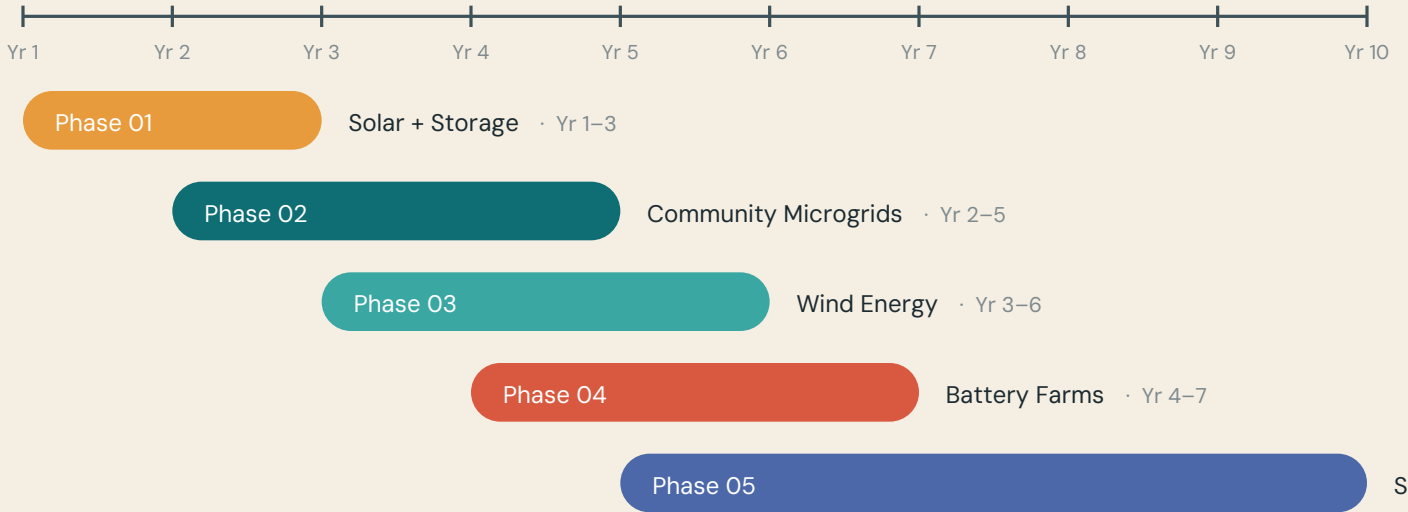 Yr 1 Yr 2 Yr 3 Yr 4 Yr 5 Yr 6 Yr 7 Yr 8 Yr 9 Yr 10
Phase 01 Solar + Storage · Yr 1–3
Phase 02 Community Microgrids · Yr 2–5
Phase 03 Wind Energy · Yr 3–6
Phase 04 Battery Farms · Yr 4–7
Phase 05